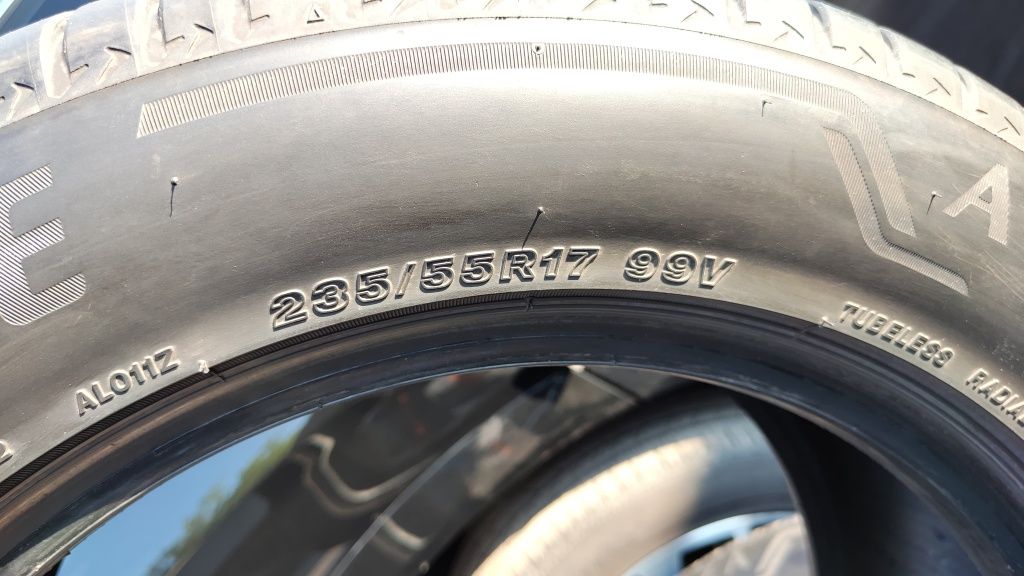 E
A
235/55R17 99V
AL011Z
TUBELESS